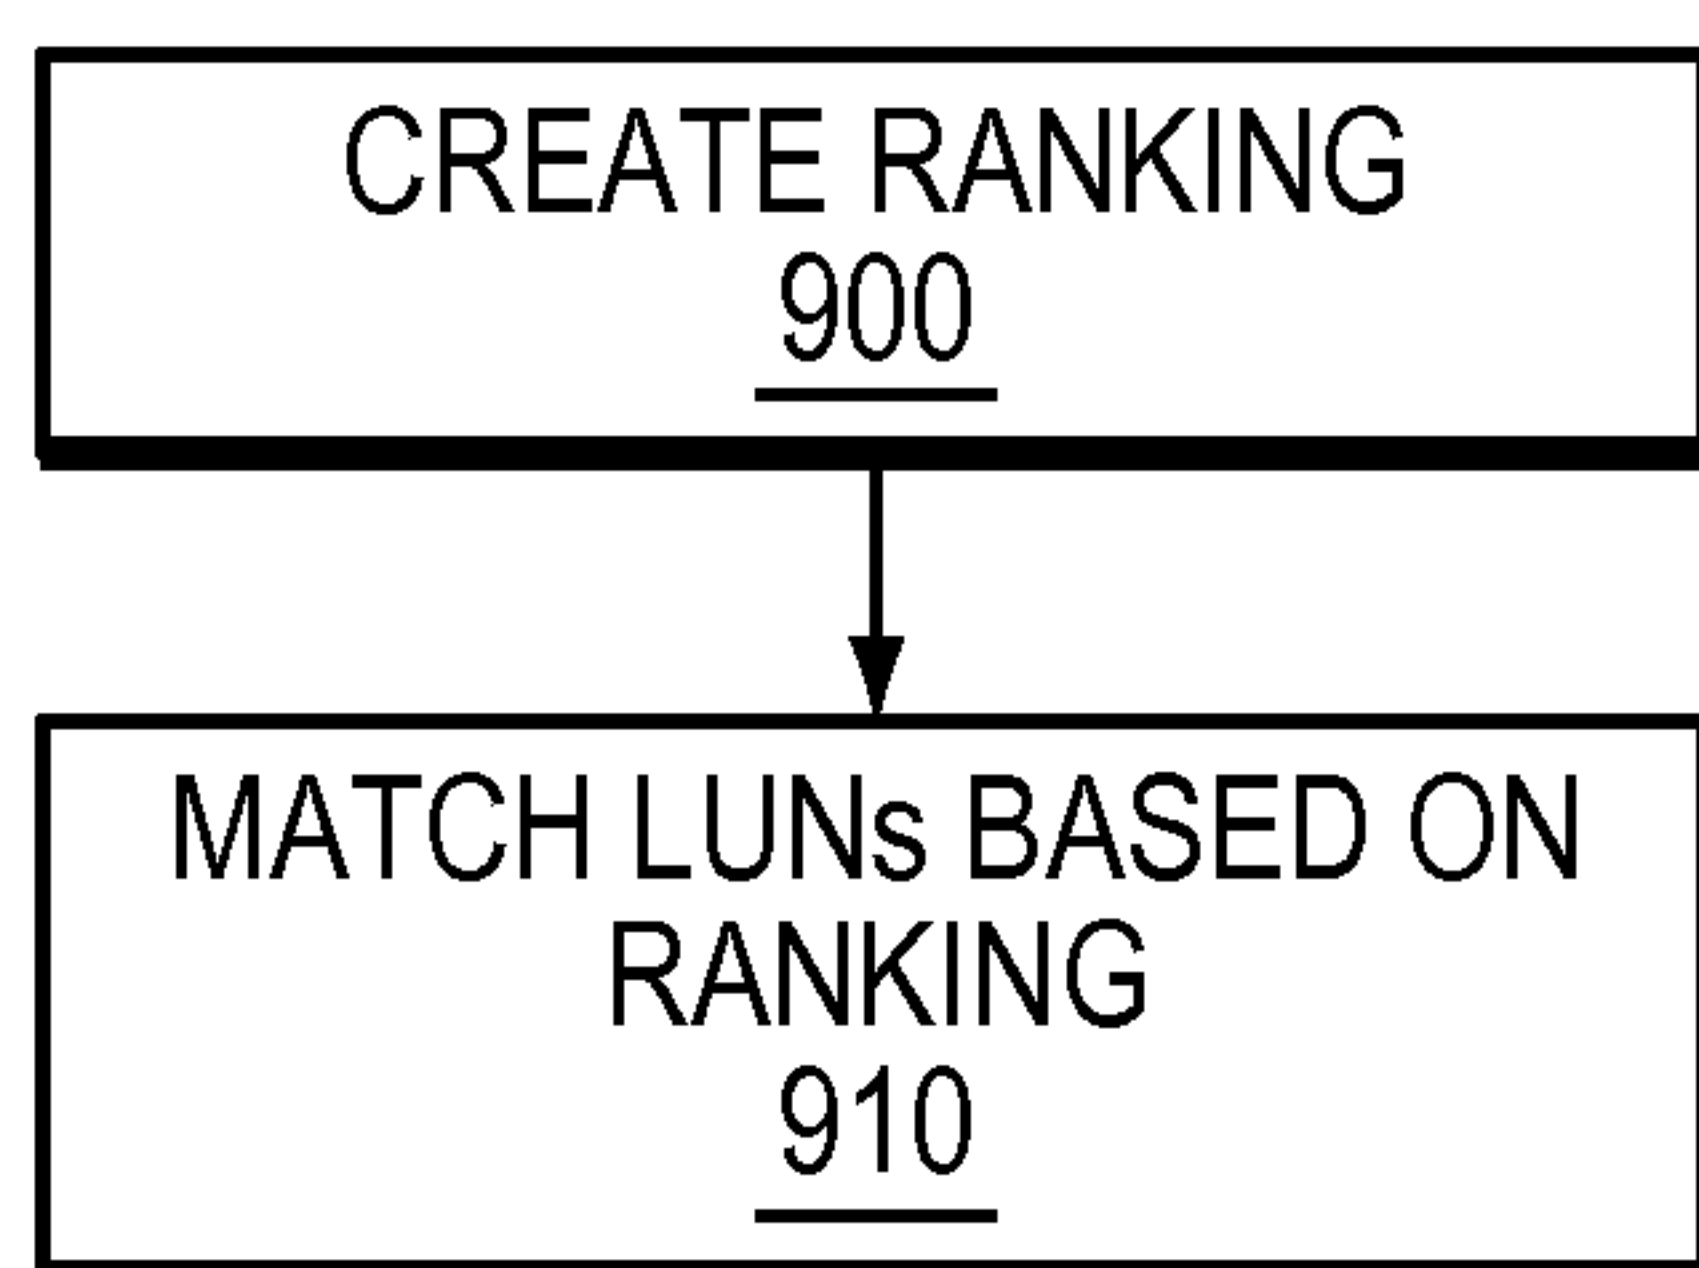 CREATE RANKING
900
MATCH LUNs BASED ON
RANKING
910